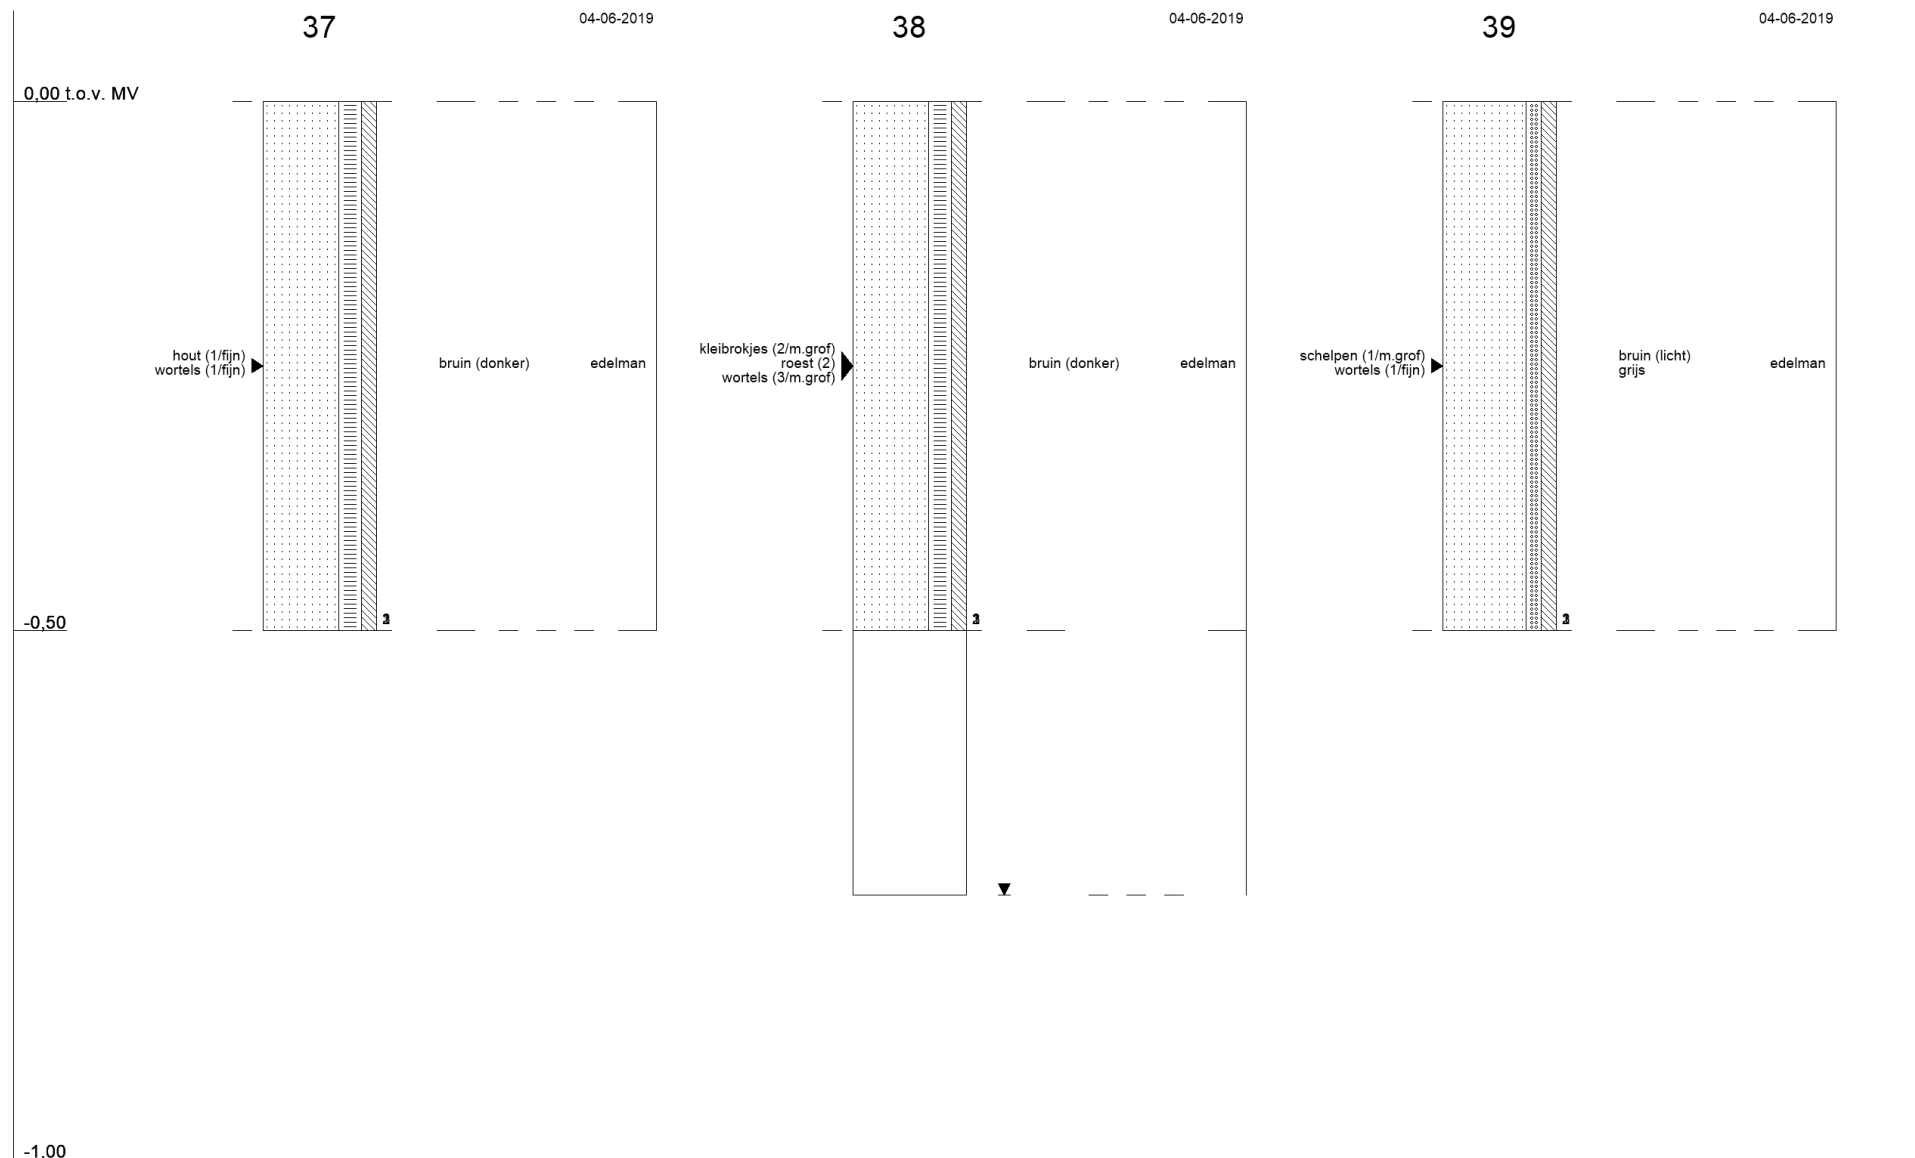 37
04-06-2019
38
04-06-2019
39
04-06-2019
0,00 t.o.v. MV
hout (1/fijn)
wortels (1/fijn)
bruin (donker)
edelman
kleibrokjes (2/m.grof)
roest (2)
wortels (3/m.grof)
bruin (donker)
edelman
schelpen (1/m.grof)
wortels (1/fijn)
bruin (licht)
grijs
edelman
-0,50
-1,00